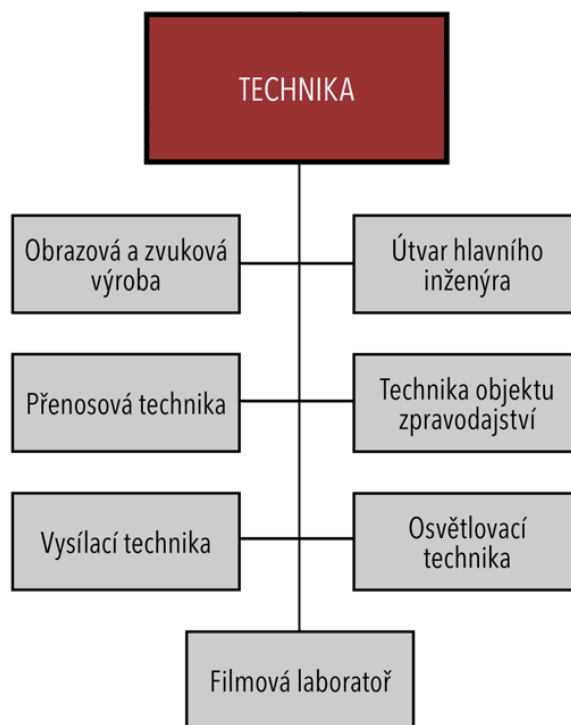 TECHNIKA
Obrazová a zvuková
výroba
Útvar hlavního
inženýra
Přenosová technika
Technika objektu
zpravodajství
Vysílací technika
Osvětlovací
technika
Filmová laboratoř